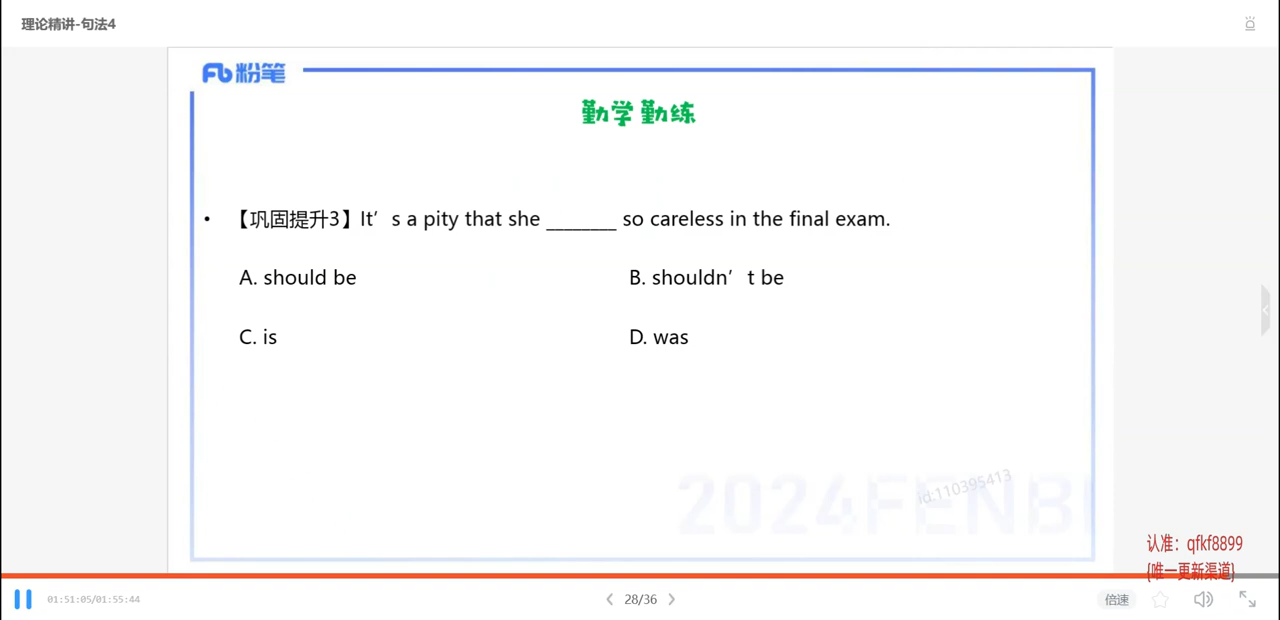 理论精讲-句法4
粉笔
勤学 勤练
• 【巩固提升3】It’s a pity that she _______ so careless in the final exam.
A. should be
B. shouldn’t be
C. is
D. was
2024FENBI
id:110395413
认准：qfkf8899
{唯一更新渠道}
01:51:05/01:55:44
28/36
倍速